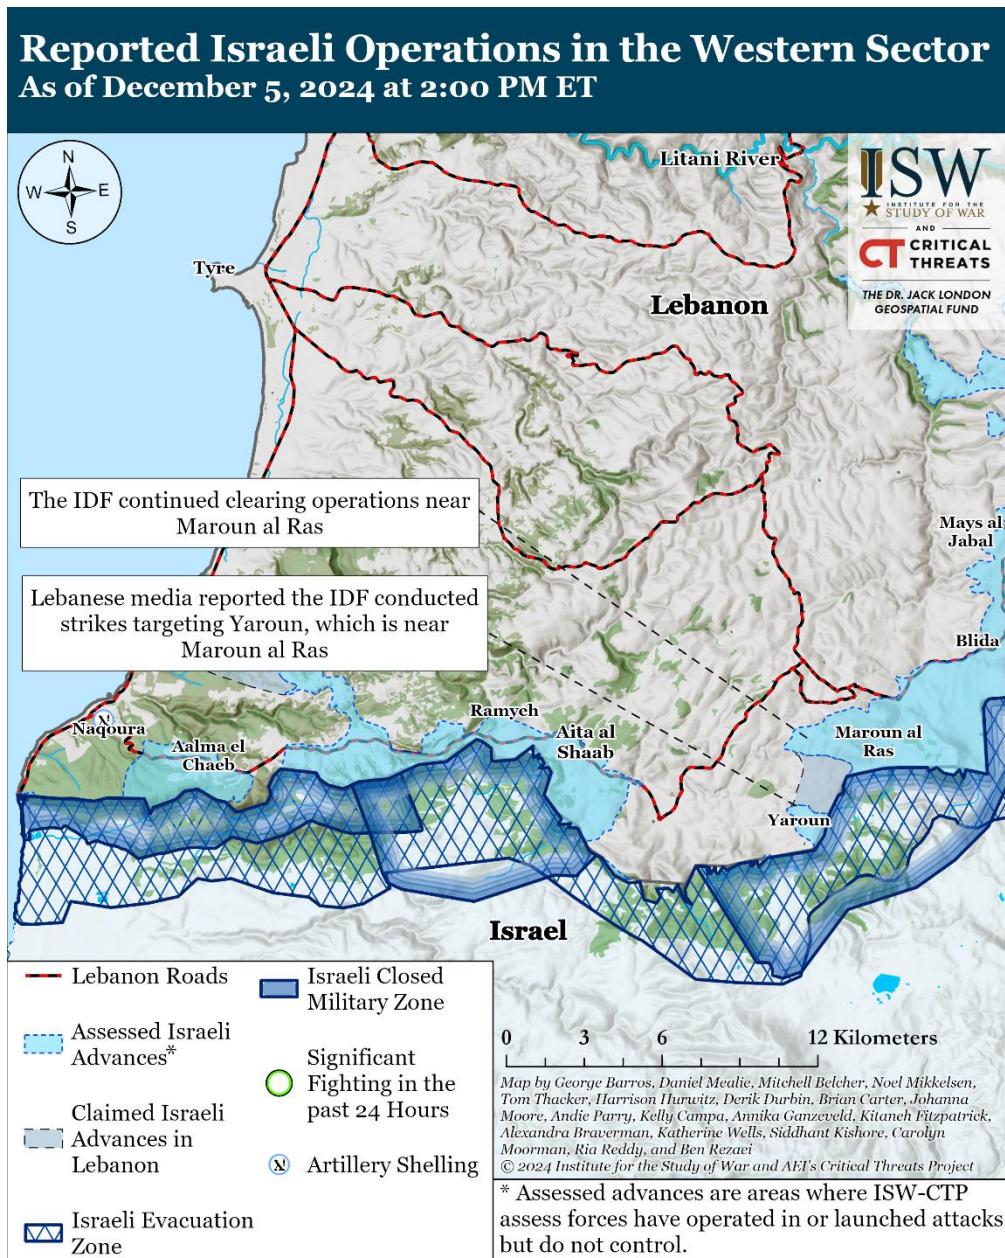 Reported Israeli Operations in the Western Sector
As of December 5, 2024 at 2:00 PM ET
N
W E
S
Litani River
ISW
INSTITUTE FOR THE
STUDY OF WAR
AND
CT CRITICAL
THREATS
THE DR. JACK LONDON
GEOSPATIAL FUND
Tyre
Lebanon
The IDF continued clearing operations near
Maroun al Ras
Mays al
Jabal
Lebanese media reported the IDF conducted
strikes targeting Yaroun, which is near
Maroun al Ras
Blida
Ramyeh
Naqoura
Aalma el
Chaeb
Aita al
Shaab
Maroun al
Ras
Yaroun
Israel
Lebanon Roads
Assessed Israeli
Advances*
Claimed Israeli
Advances in
Lebanon
Israeli Evacuation
Zone
Israeli Closed
Military Zone
Significant
Fighting in the
past 24 Hours
Artillery Shelling
0 3 6 12 Kilometers
Map by George Barros, Daniel Mealie, Mitchell Belcher, Noel Mikkelsen,
Tom Thacker, Harrison Hurwitz, Derik Durbin, Brian Carter, Johanna
Moore, Andie Parry, Kelly Campa, Annika Ganzeveld, Kitaneh Fitzpatrick,
Alexandra Braverman, Katherine Wells, Siddhant Kishore, Carolyn
Moorman, Ria Reddy, and Ben Rezaei
© 2024 Institute for the Study of War and AEI's Critical Threats Project
* Assessed advances are areas where ISW-CTP
assess forces have operated in or launched attacks
but do not control.